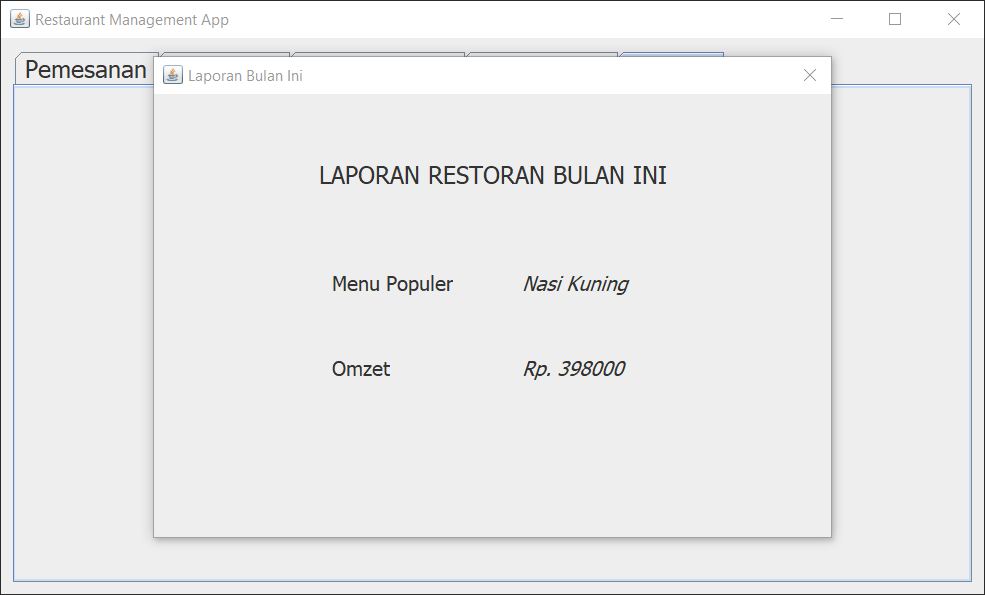 Restaurant Management App
Pemesanan
Laporan Bulan Ini
LAPORAN RESTORAN BULAN INI
Menu Populer Nasi Kuning
Omzet Rp. 398000